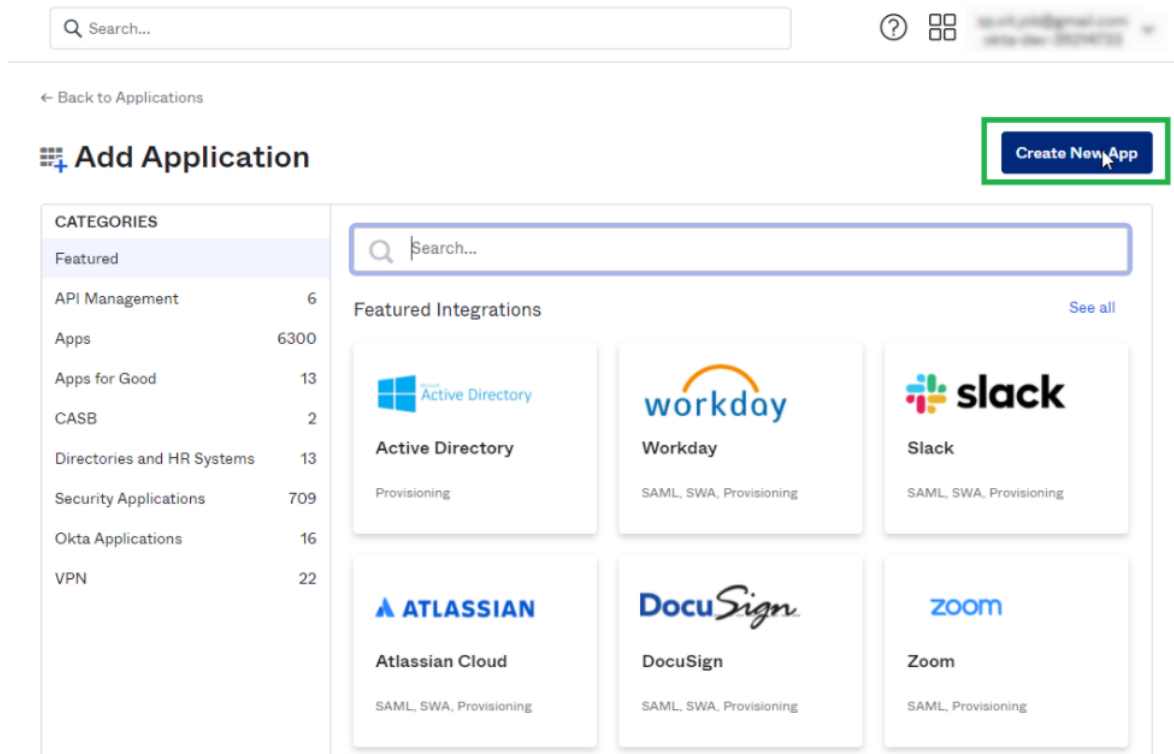 Search...
← Back to Applications
Add Application
Create New App
CATEGORIES
Featured
API Management 6
Apps 6300
Apps for Good 13
CASB 2
Directories and HR Systems 13
Security Applications 709
Okta Applications 16
VPN 22
Search...
Featured Integrations See all
Microsoft
Active Directory
Active Directory
Provisioning
workday
Workday
SAML, SWA, Provisioning
slack
Slack
SAML, SWA, Provisioning
ATLASSIAN
Atlassian Cloud
SAML, SWA, Provisioning
DocuSign
DocuSign
SAML, SWA, Provisioning
zoom
Zoom
SAML, Provisioning